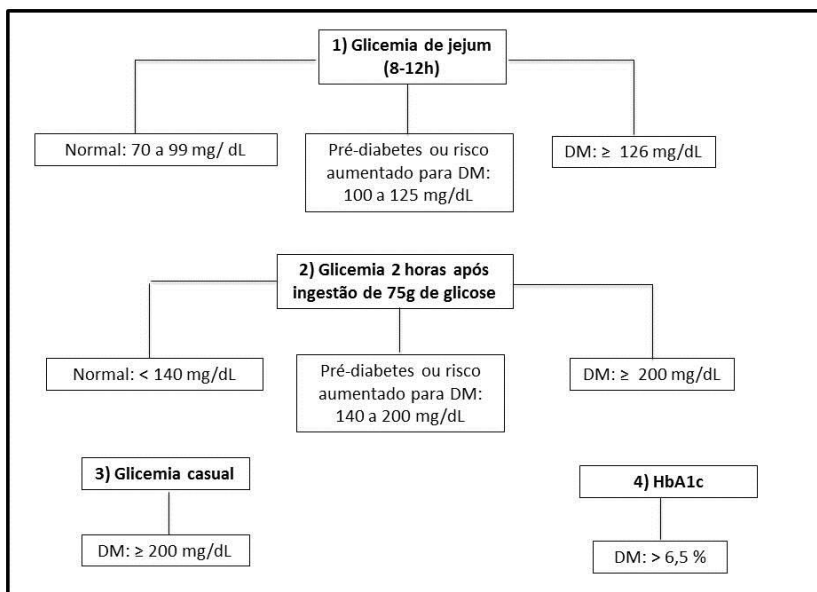 1) Glicemia de jejum
(8-12h)
Normal: 70 a 99 mg/ dL
Pré-diabetes ou risco
aumentado para DM:
100 a 125 mg/dL
DM: ≥ 126 mg/dL
2) Glicemia 2 horas após
ingestão de 75g de glicose
Normal: < 140 mg/dL
Pré-diabetes ou risco
aumentado para DM:
140 a 200 mg/dL
DM: ≥ 200 mg/dL
3) Glicemia casual
DM: ≥ 200 mg/dL
4) HbA1c
DM: > 6,5 %